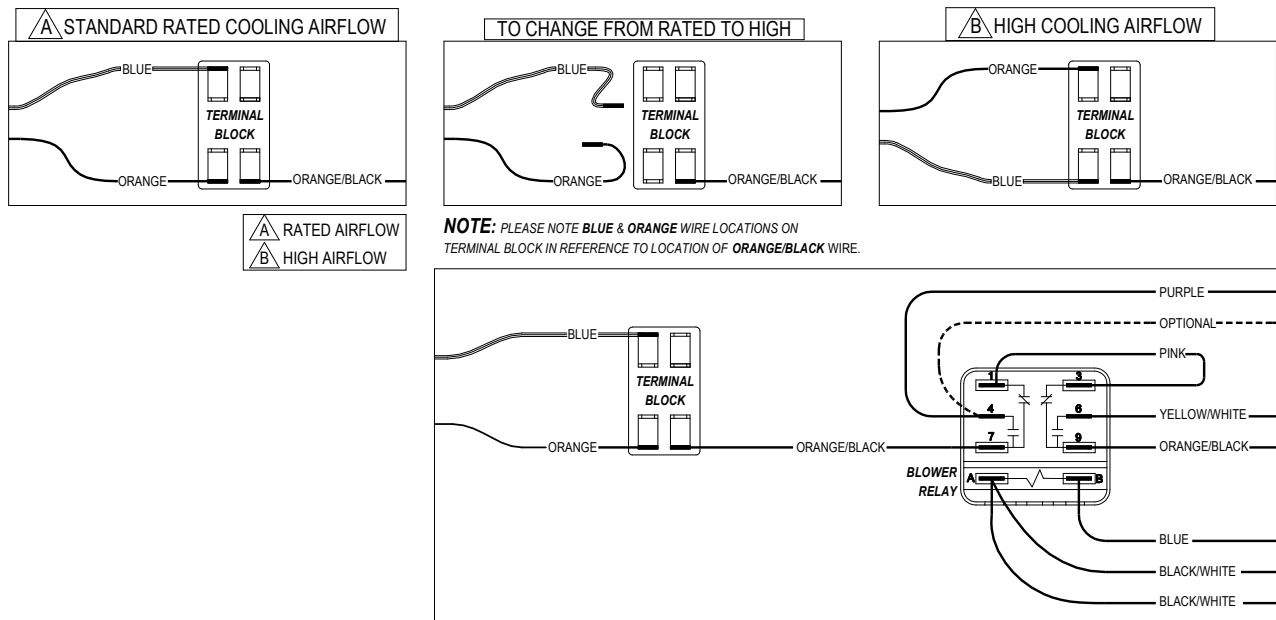 A STANDARD RATED COOLING AIRFLOW
BLUE
TERMINAL
BLOCK
ORANGE
ORANGE/BLACK
A RATED AIRFLOW
B HIGH AIRFLOW
TO CHANGE FROM RATED TO HIGH
BLUE
TERMINAL
BLOCK
ORANGE
ORANGE/BLACK
B HIGH COOLING AIRFLOW
ORANGE
TERMINAL
BLOCK
BLUE
ORANGE/BLACK
NOTE: PLEASE NOTE BLUE & ORANGE WIRE LOCATIONS ON
TERMINAL BLOCK IN REFERENCE TO LOCATION OF ORANGE/BLACK WIRE.
BLUE
TERMINAL
BLOCK
ORANGE
ORANGE/BLACK
PURPLE
OPTIONAL
PINK
1 3
4 6
YELLOW/WHITE
7 9
ORANGE/BLACK
BLOWER
RELAY
A B
BLUE
BLACK/WHITE
BLACK/WHITE